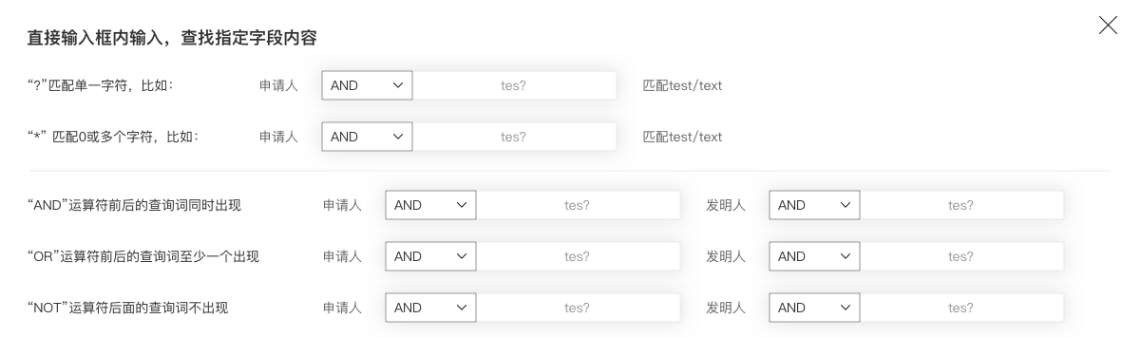 直接输入框内输入，查找指定字段内容
“?”匹配单一字符，比如： 申请人 AND tes? 匹配test/text
“*” 匹配0或多个字符，比如： 申请人 AND tes? 匹配test/text
“AND”运算符前后的查询词同时出现 申请人 AND tes? 发明人 AND tes?
“OR”运算符前后的查询词至少一个出现 申请人 AND tes? 发明人 AND tes?
“NOT”运算符后面的查询词不出现 申请人 AND tes? 发明人 AND tes?